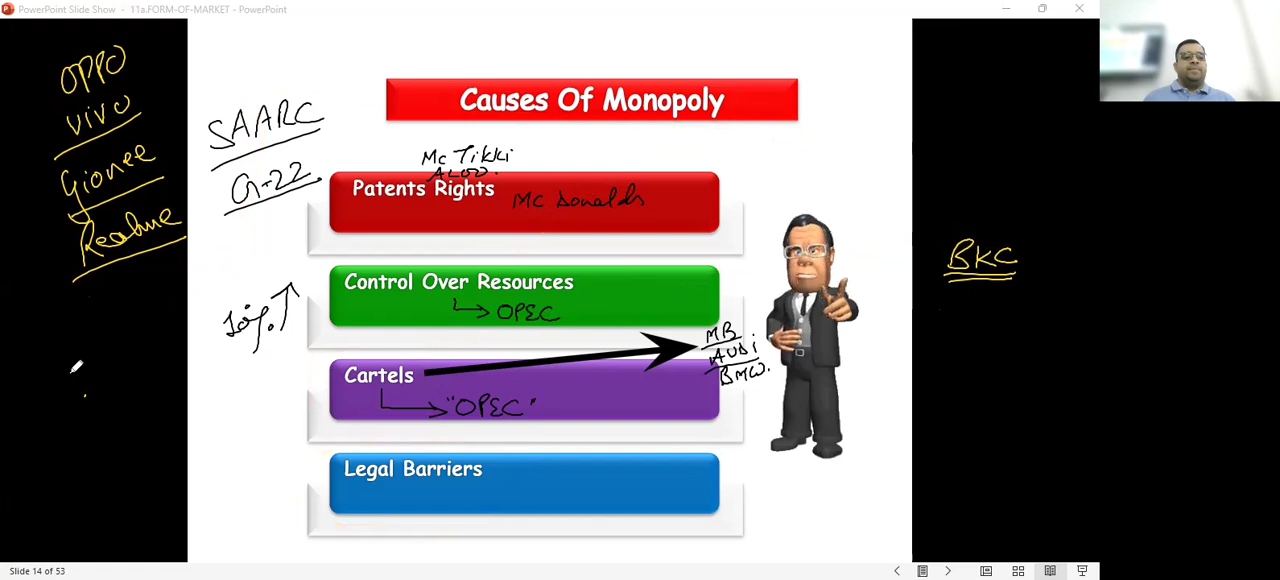 PowerPoint Slide Show - 11a.FORM-OF-MARKET - PowerPoint
OPPO
vivo
Gionee
Realme
SAARC
G-22
Causes Of Monopoly
Mc Tikki
ALOO
Patents Rights
Mc Donalds
Control Over Resources
OPEC
10%
Cartels
"OPEC"
MB
AUDi
BMW.
Legal Barriers
BKC
Slide 14 of 53